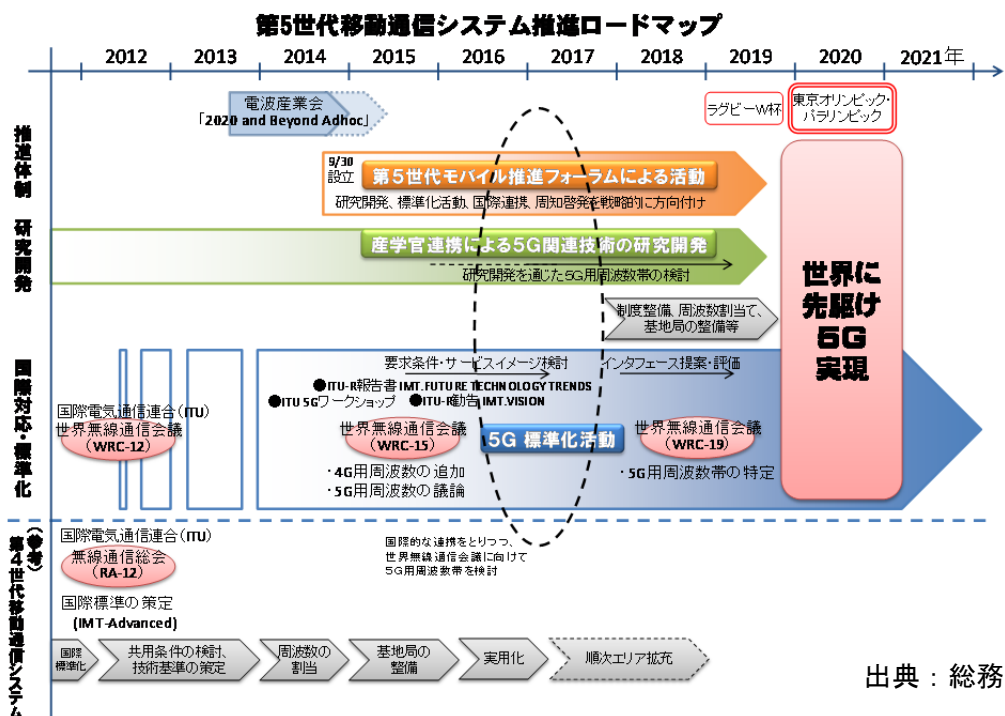 第5世代移動通信システム推進ロードマップ
2012
2013
2014
2015
2016
2017
2018
2019
2020
2021年
推進体制
電波産業会
「2020 and Beyond Adhoc」
ラグビーW杯
東京オリンピック・
パラリンピック
9/30
設立
第5世代モバイル推進フォーラムによる活動
研究開発、標準化活動、国際連携、周知啓発を戦略的に方向付け
研究開発
産学官連携による5G関連技術の研究開発
研究開発を通じた5G用周波数帯の検討
制度整備、周波数割当て、
基地局の整備等
世界に
先駆け
5G
実現
国際対応・標準化
要求条件・サービスイメージ検討
インタフェース提案・評価
●ITU-R報告書 IMT.FUTURE TECHNOLOGY TRENDS
●ITU 5Gワークショップ
●ITU-R勧告 IMT.VISION
国際電気通信連合(ITU)
世界無線通信会議
(WRC-12)
世界無線通信会議
(WRC-15)
5G 標準化活動
世界無線通信会議
(WRC-19)
・4G用周波数の追加
・5G用周波数の議論
・5G用周波数帯の特定
(参考)
第4世代移動通信システム
国際電気通信連合(ITU)
無線通信総会
(RA-12)
国際標準の策定
(IMT-Advanced)
国際的な連携をとりつつ、
世界無線通信会議に向けて
5G用周波数帯を検討
国際
標準化
共用条件の検討、
技術基準の策定
周波数の
割当
基地局の
整備
実用化
順次エリア拡充
出典：総務